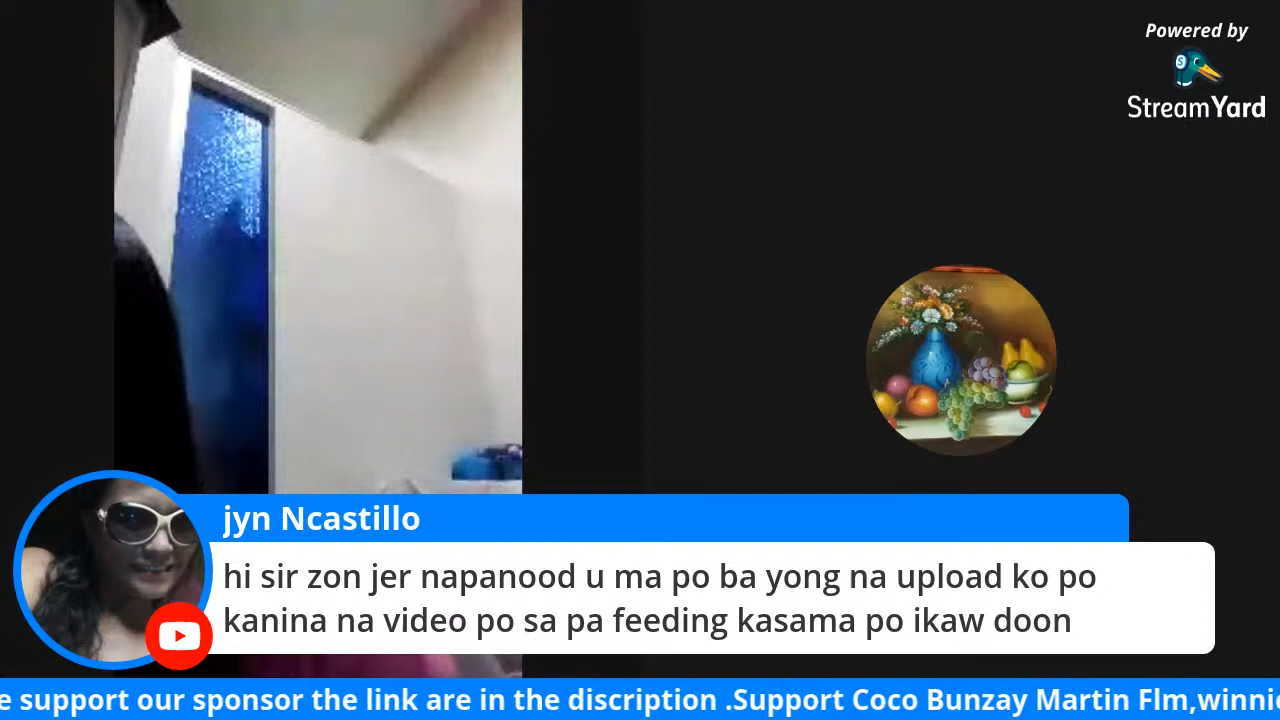 Powered by
StreamYard
jyn Ncastillo
hi sir zon jer napanood u ma po ba yong na upload ko po
kanina na video po sa pa feeding kasama po ikaw doon
e support our sponsor the link are in the discription .Support Coco Bunzay Martin Flm,winnie